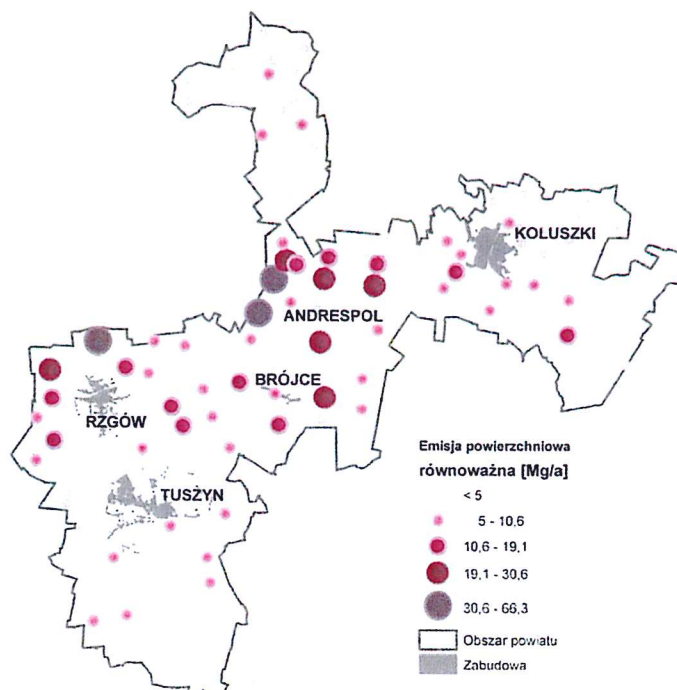 KOLUSZKI
ANDRESPOL
BRÓJCE
RZGÓW
TUSZYN
Emisja powierzchniowa
równoważna [Mg/a]
< 5
5 - 10,6
10,6 - 19,1
19,1 - 30,6
30,6 - 66,3
Obszar powiatu
Zabudowa